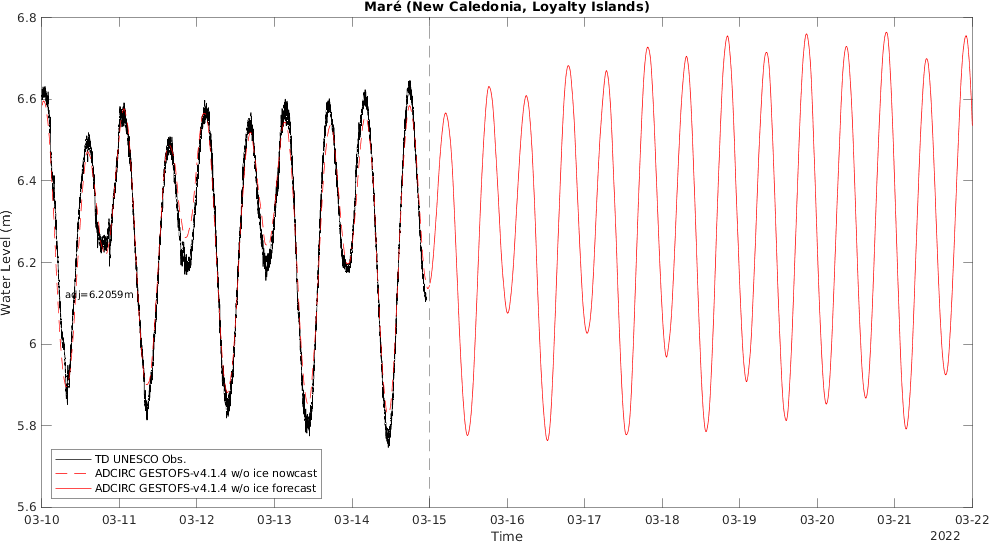 Maré (New Caledonia, Loyalty Islands)
6.8
6.6
6.4
6.2
6
5.8
5.6
Water Level (m)
adj=6.2059m
TD UNESCO Obs.
ADCIRC GESTOFS-v4.1.4 w/o ice nowcast
ADCIRC GESTOFS-v4.1.4 w/o ice forecast
03-10 03-11 03-12 03-13 03-14 03-15 03-16 03-17 03-18 03-19 03-20 03-21 03-22
Time
2022